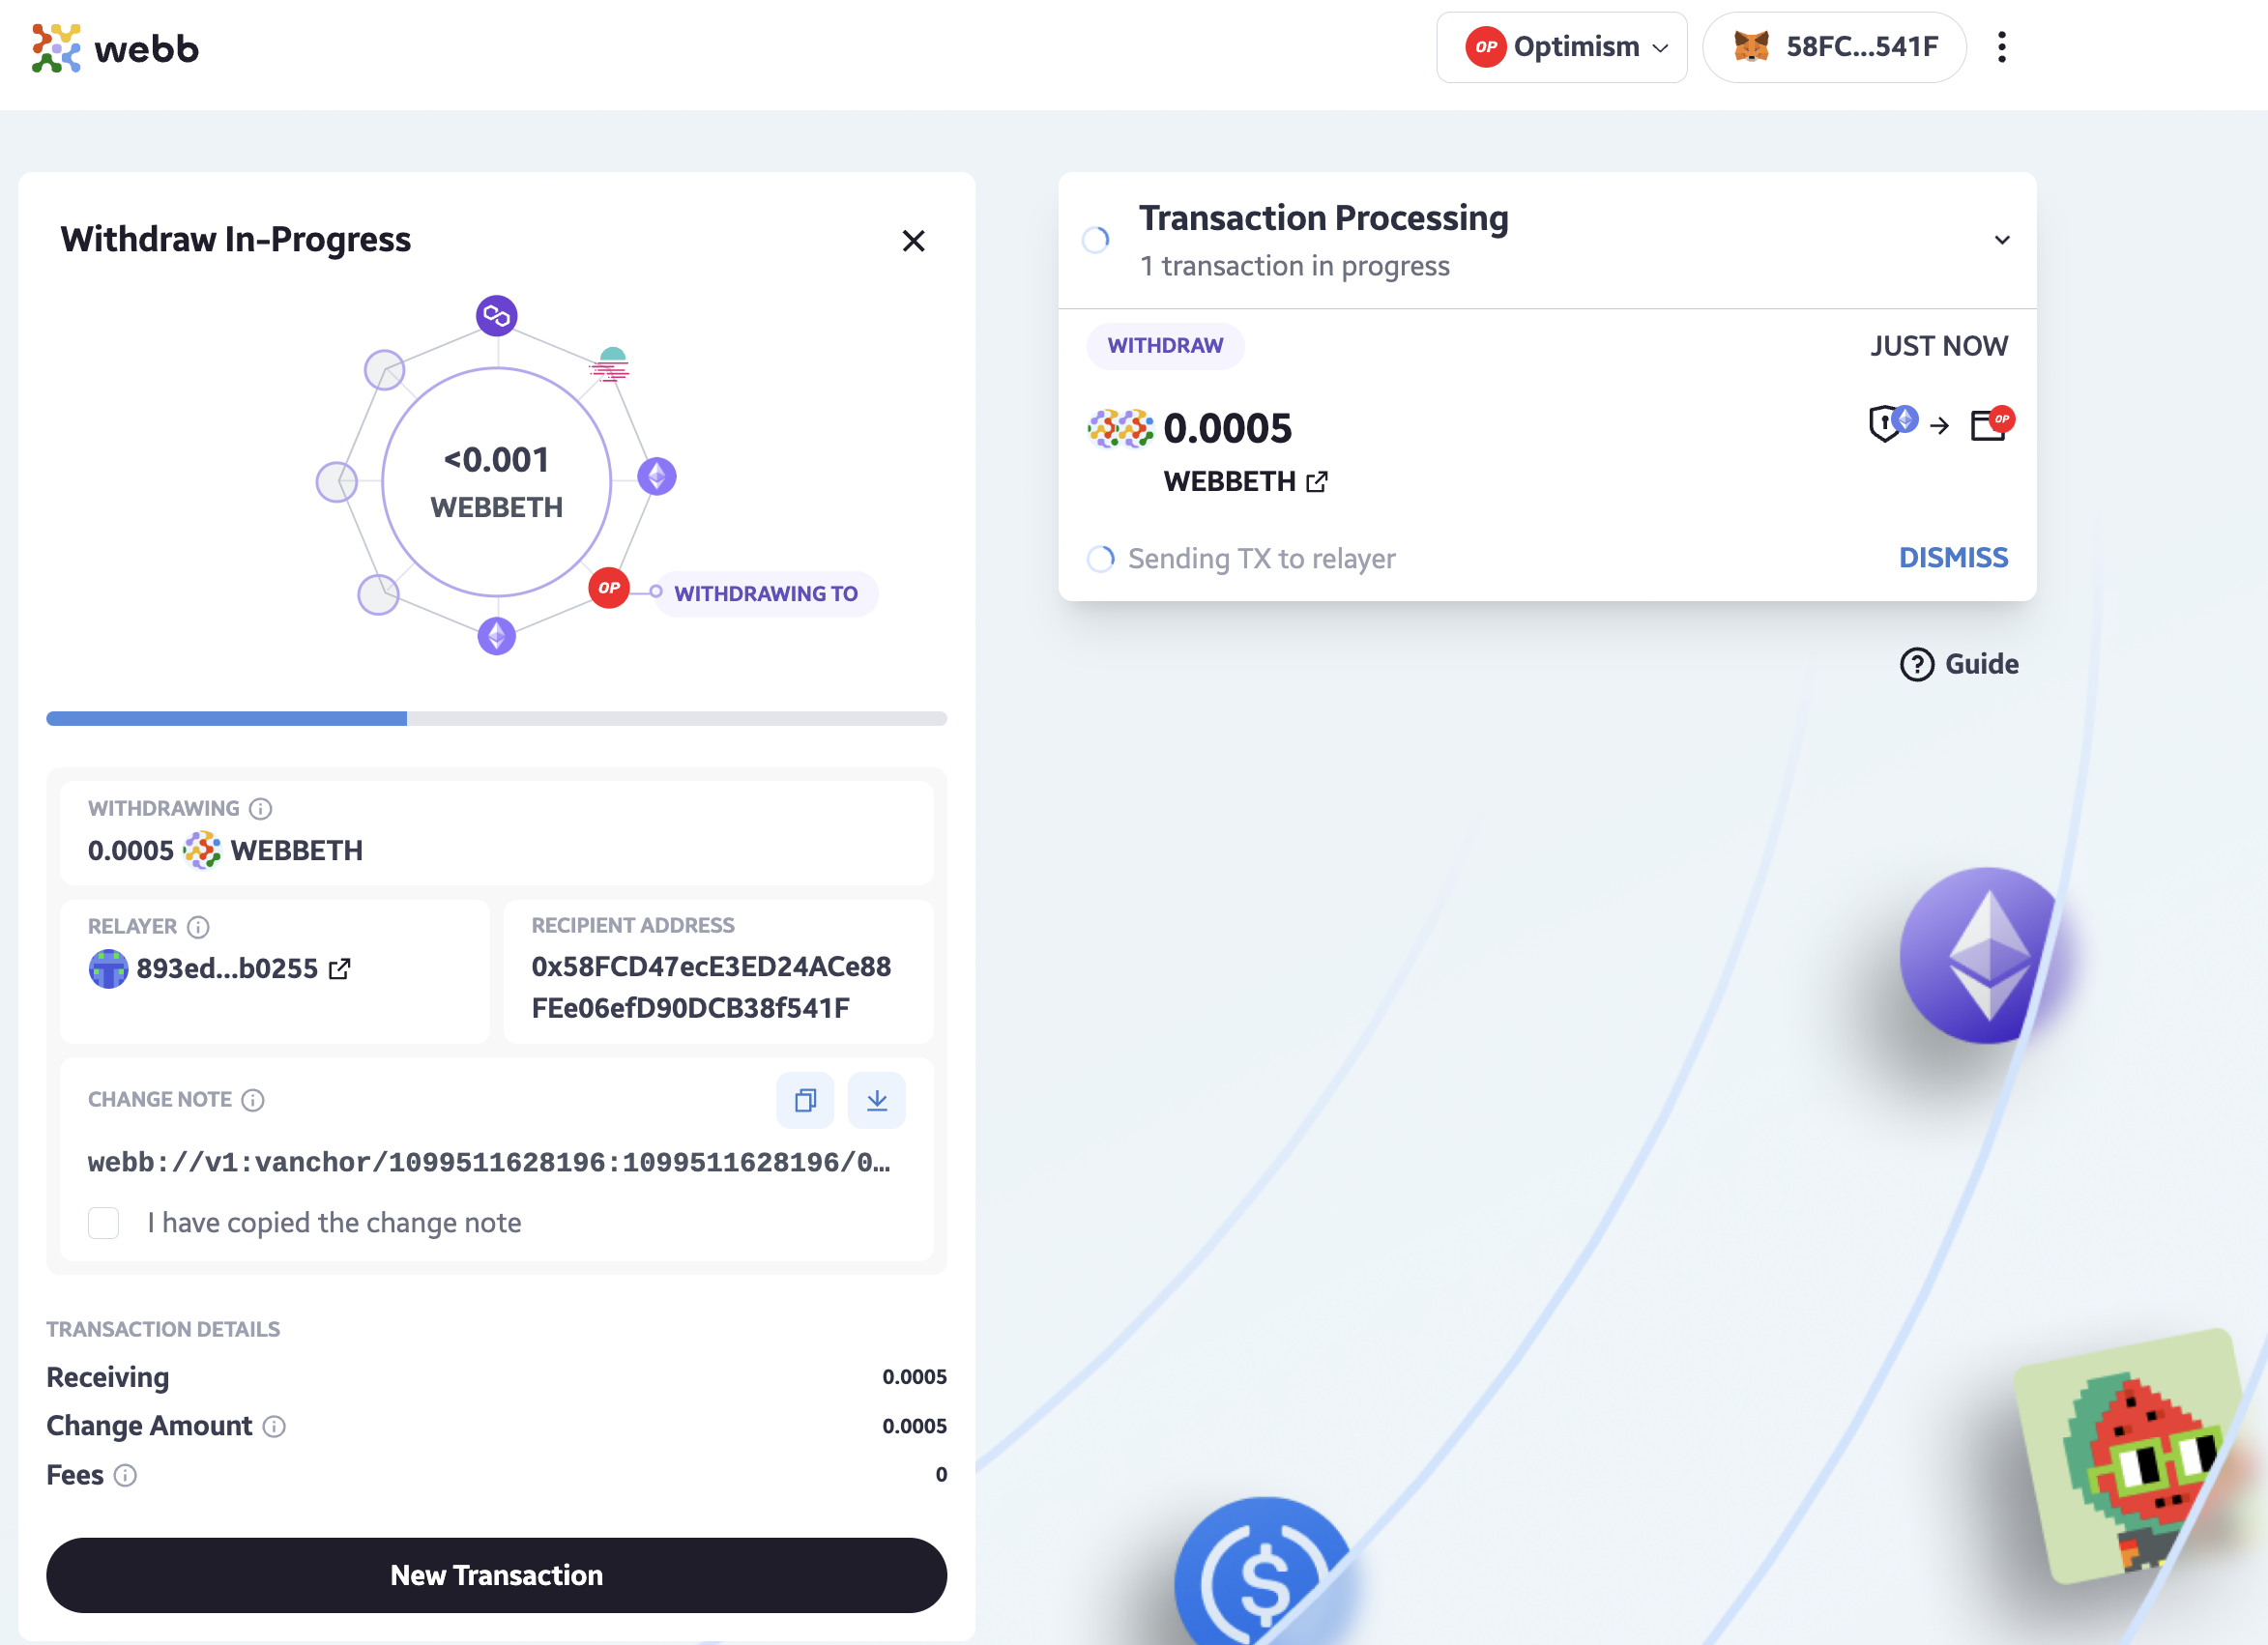 webb
OP Optimism
58FC...541F
Withdraw In-Progress
<0.001
WEBBETH
OP
WITHDRAWING TO
WITHDRAWING
0.0005 WEBBETH
RELAYER
893ed...b0255
RECIPIENT ADDRESS
0x58FCD47ecE3ED24ACe88
FEe06efD90DCB38f541F
CHANGE NOTE
webb://v1:vanchor/1099511628196:1099511628196/0…
I have copied the change note
TRANSACTION DETAILS
Receiving 0.0005
Change Amount 0.0005
Fees 0
New Transaction
Transaction Processing
1 transaction in progress
WITHDRAW JUST NOW
0.0005
OP
WEBBETH
Sending TX to relayer DISMISS
? Guide
$